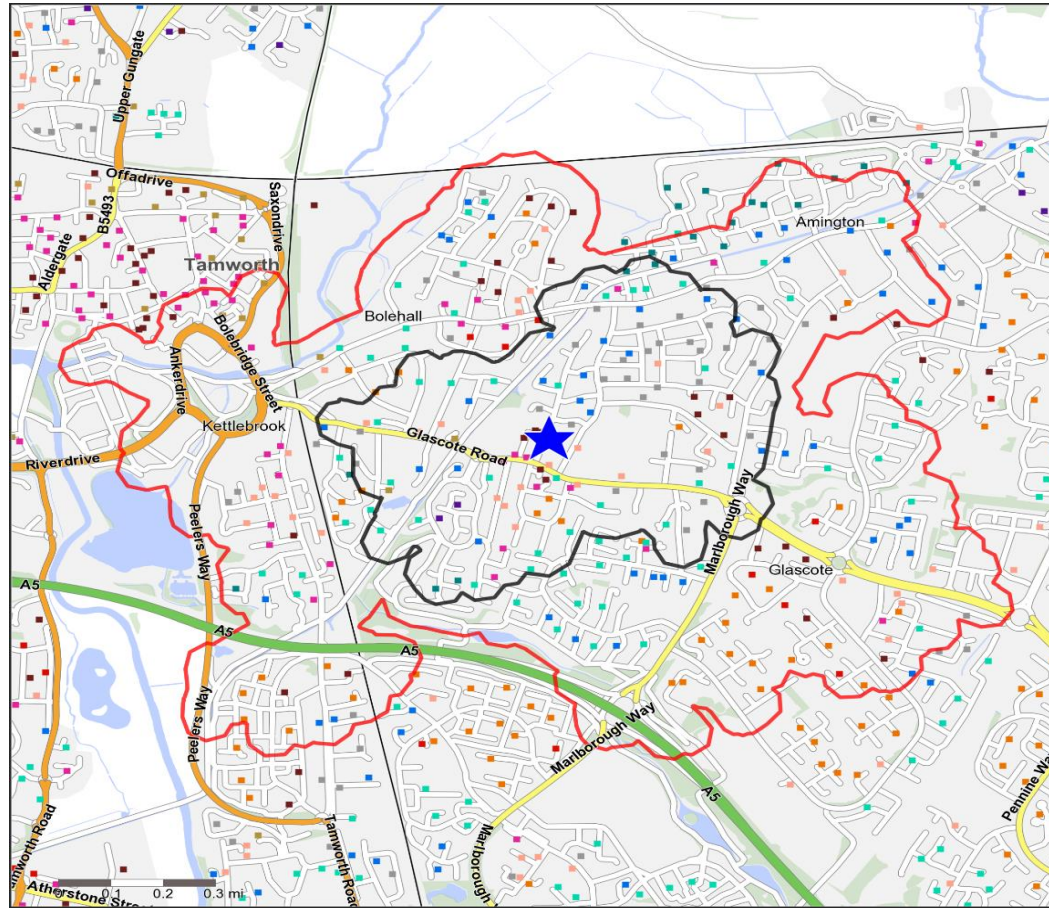 Upper Gungate
Offadrive
Saxondrive
B5493
Aldergate
Tamworth
Amington
Bolehall
Bolebridge Street
Ankerdrive
Kettlebrook
Glascote Road
Riverdrive
Marlborough Way
Peelers Way
Glascote
A5
A5
A5
Peelers Way
Marlborough Way
A5
Pennine Wa
Tamworth Road
Marlborough
amworth Road
0.1 0.2 0.3 mi
Atherstone Street